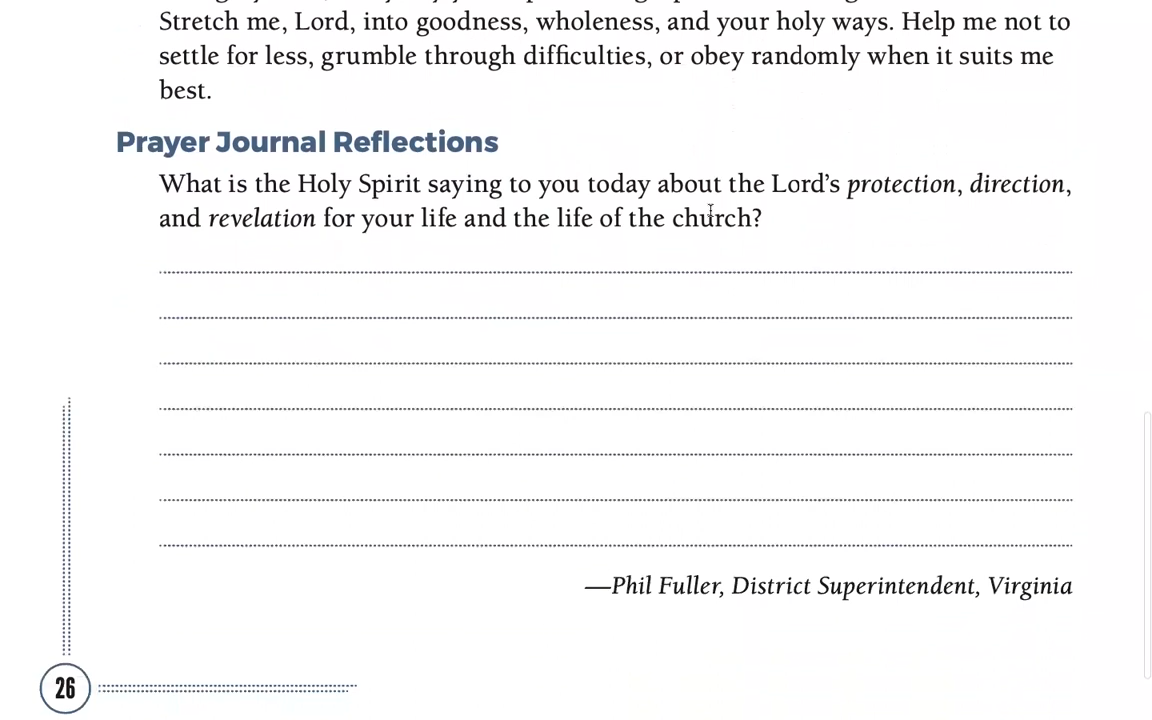 Stretch me, Lord, into goodness, wholeness, and your holy ways. Help me not to
settle for less, grumble through difficulties, or obey randomly when it suits me
best.
Prayer Journal Reflections
What is the Holy Spirit saying to you today about the Lord's protection, direction,
and revelation for your life and the life of the church?
—Phil Fuller, District Superintendent, Virginia
26